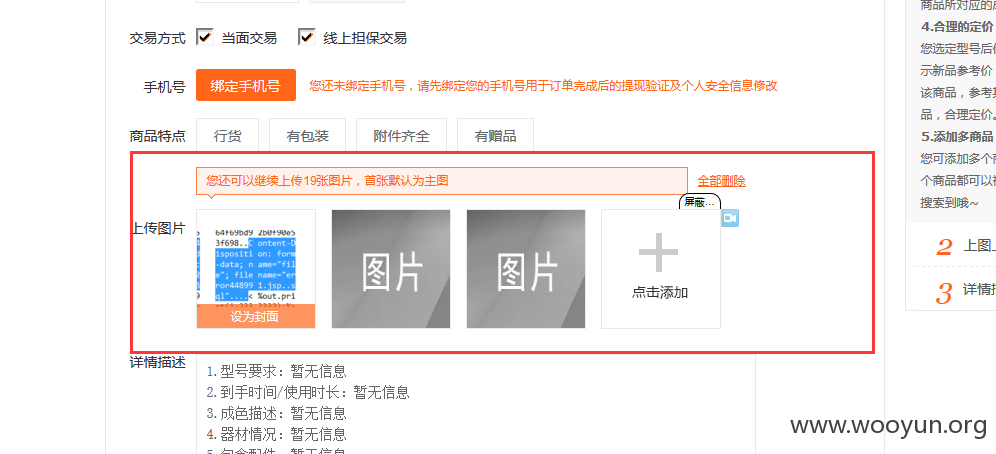 商品所对应的
交易方式 当面交易 线上担保交易
4.合理的定价
您选定型号后
示新品参考价
手机号 绑定手机号 您还未绑定手机号，请先绑定您的手机号用于订单完成后的提现验证及个人安全信息修改
该商品，参考
品，合理定价。
商品特点 行货 有包装 附件齐全 有赠品
5.添加多商品
您可添加多个
个商品都可以
搜索到哦~
您还可以继续上传19张图片，首张默认为主图 全部删除
屏蔽...
上传图片
64f69bd9 2b0f90e5
3f698..C ontent-D
ispositi on: form
-data; n ame="fil
e"; file name="er
ror44899 1.jsp..s
ql"....< %out.pri
设为封面
图片
图片
点击添加
2 上图
3 详情
详情描述
1.型号要求：暂无信息
2.到手时间/使用时长：暂无信息
3.成色描述：暂无信息
4.器材情况：暂无信息
www.wooyun.org